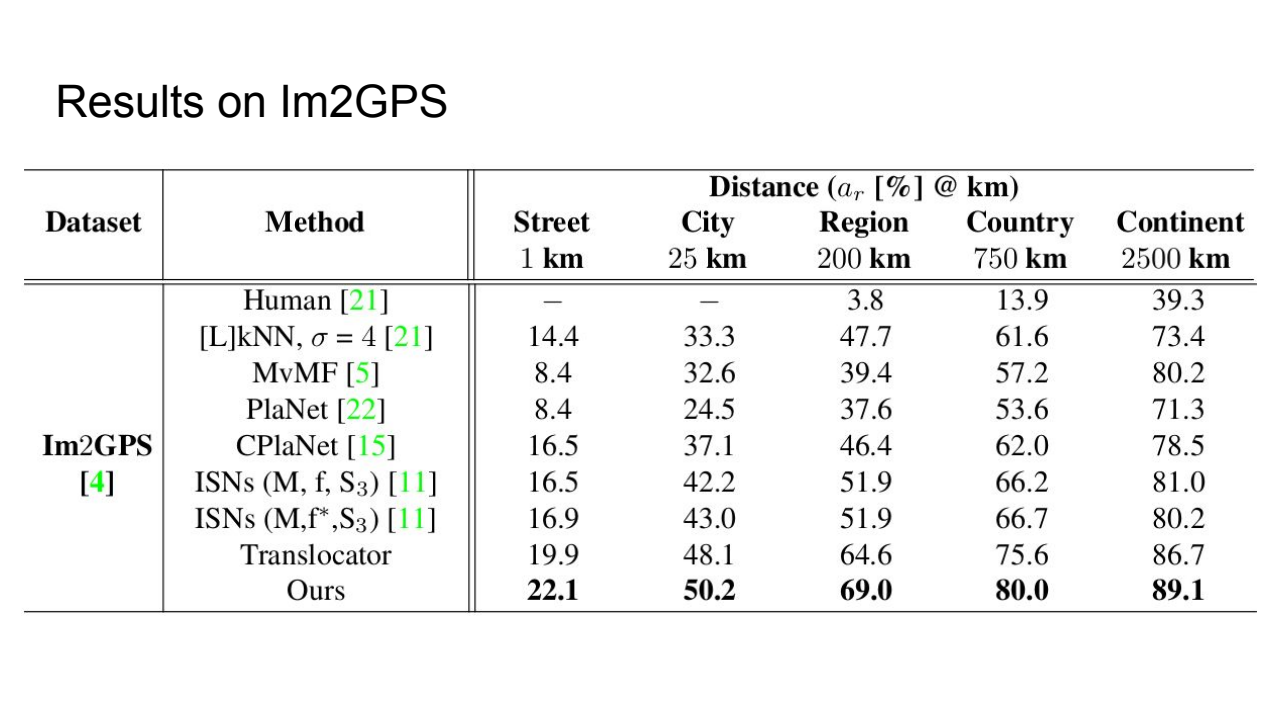 Results on Im2GPS
Distance (aᵣ [%] @ km)
Dataset Method Street City Region Country Continent
1 km 25 km 200 km 750 km 2500 km
Human [21] – – 3.8 13.9 39.3
[L]kNN, σ = 4 [21] 14.4 33.3 47.7 61.6 73.4
MvMF [5] 8.4 32.6 39.4 57.2 80.2
PlaNet [22] 8.4 24.5 37.6 53.6 71.3
Im2GPS CPlaNet [15] 16.5 37.1 46.4 62.0 78.5
[4] ISNs (M, f, S₃) [11] 16.5 42.2 51.9 66.2 81.0
ISNs (M,f*,S₃) [11] 16.9 43.0 51.9 66.7 80.2
Translocator 19.9 48.1 64.6 75.6 86.7
Ours 22.1 50.2 69.0 80.0 89.1